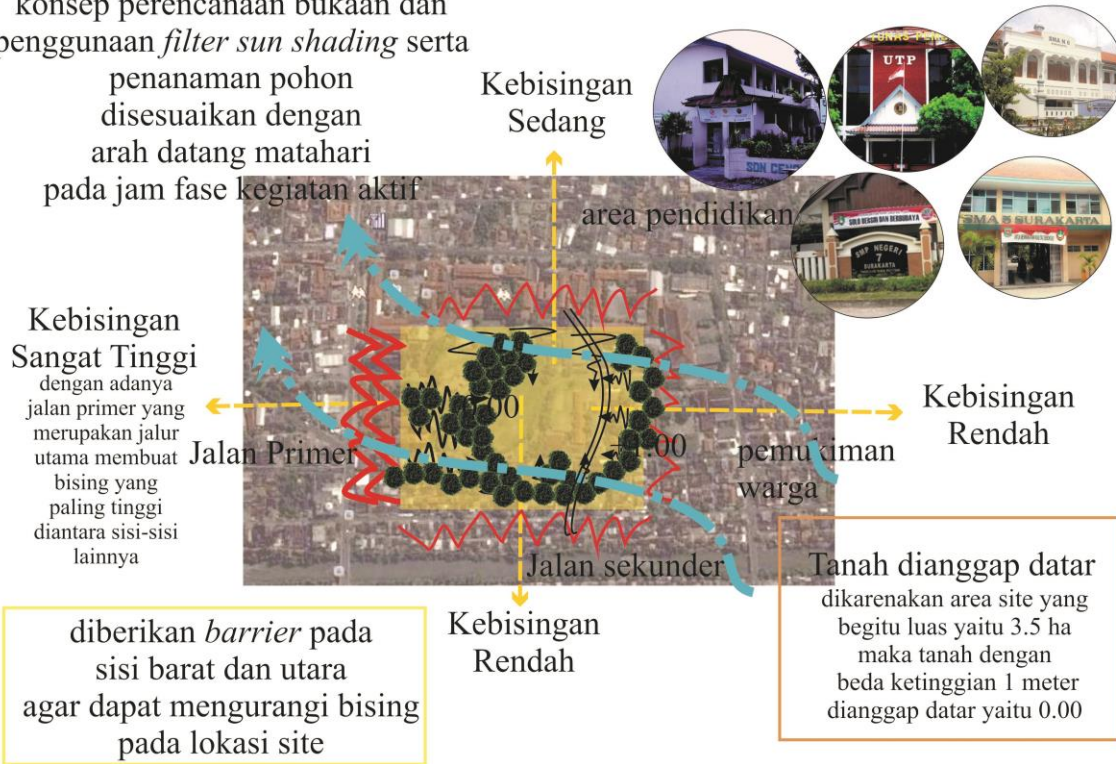 konsep perencanaan bukaan dan
penggunaan filter sun shading serta
penanaman pohon
disesuaikan dengan
arah datang matahari
pada jam fase kegiatan aktif
Kebisingan
Sedang
UTP
SDN
SMP NEGERI
7
SURAKARTA
SMA 5 SURAKARTA
area pendidikan
Kebisingan
Sangat Tinggi
dengan adanya
jalan primer yang
merupakan jalur
utama membuat
bising yang
paling tinggi
diantara sisi-sisi
lainnya
Jalan Primer
0.00
-1.00
pemukiman
warga
Kebisingan
Rendah
Jalan sekunder
Kebisingan
Rendah
diberikan barrier pada
sisi barat dan utara
agar dapat mengurangi bising
pada lokasi site
Tanah dianggap datar
dikarenakan area site yang
begitu luas yaitu 3.5 ha
maka tanah dengan
beda ketinggian 1 meter
dianggap datar yaitu 0.00